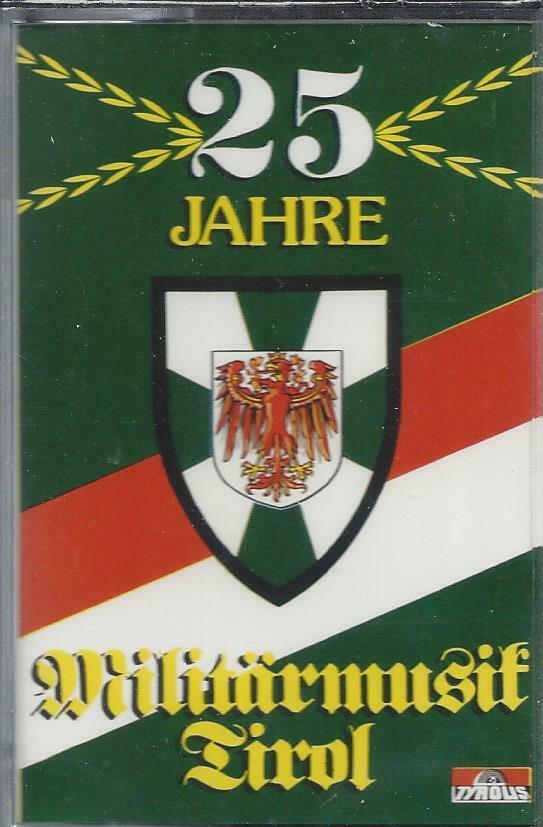 25
JAHRE
Militärmusik
Tirol
TYROLIS